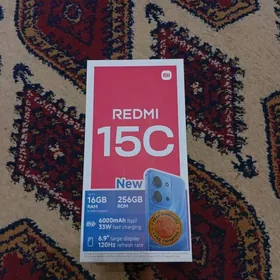 mi
REDMI
15C
New
16GB
RAM
256GB
ROM
6000mAh (typ)
33W fast charging
6.9" large display
120Hz refresh rate